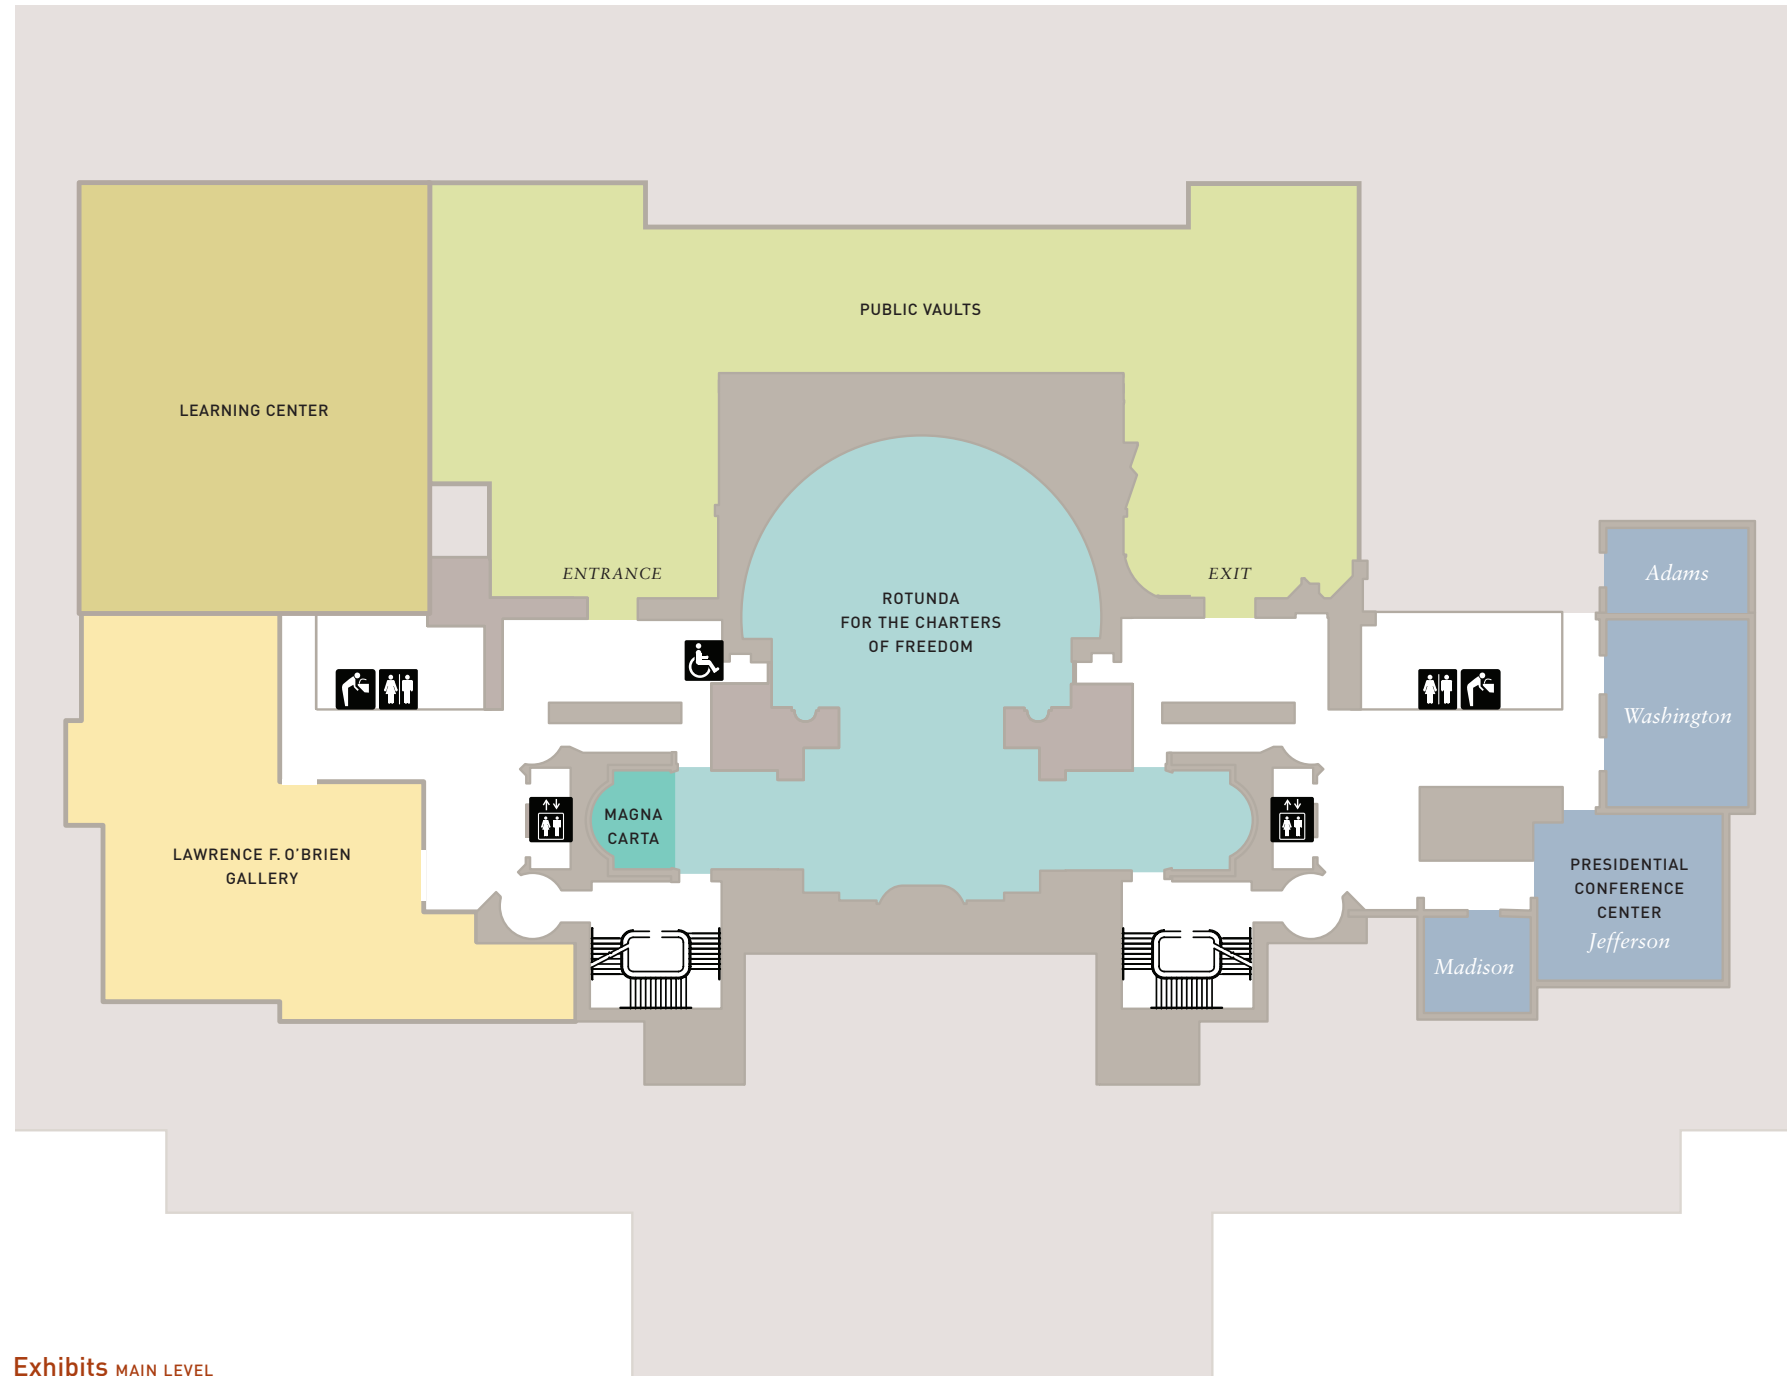 PUBLIC VAULTS
LEARNING CENTER
ENTRANCE
EXIT
Adams
ROTUNDA
FOR THE CHARTERS
OF FREEDOM
Washington
MAGNA
CARTA
LAWRENCE F. O'BRIEN
GALLERY
PRESIDENTIAL
CONFERENCE
CENTER
Jefferson
Madison
Exhibits MAIN LEVEL